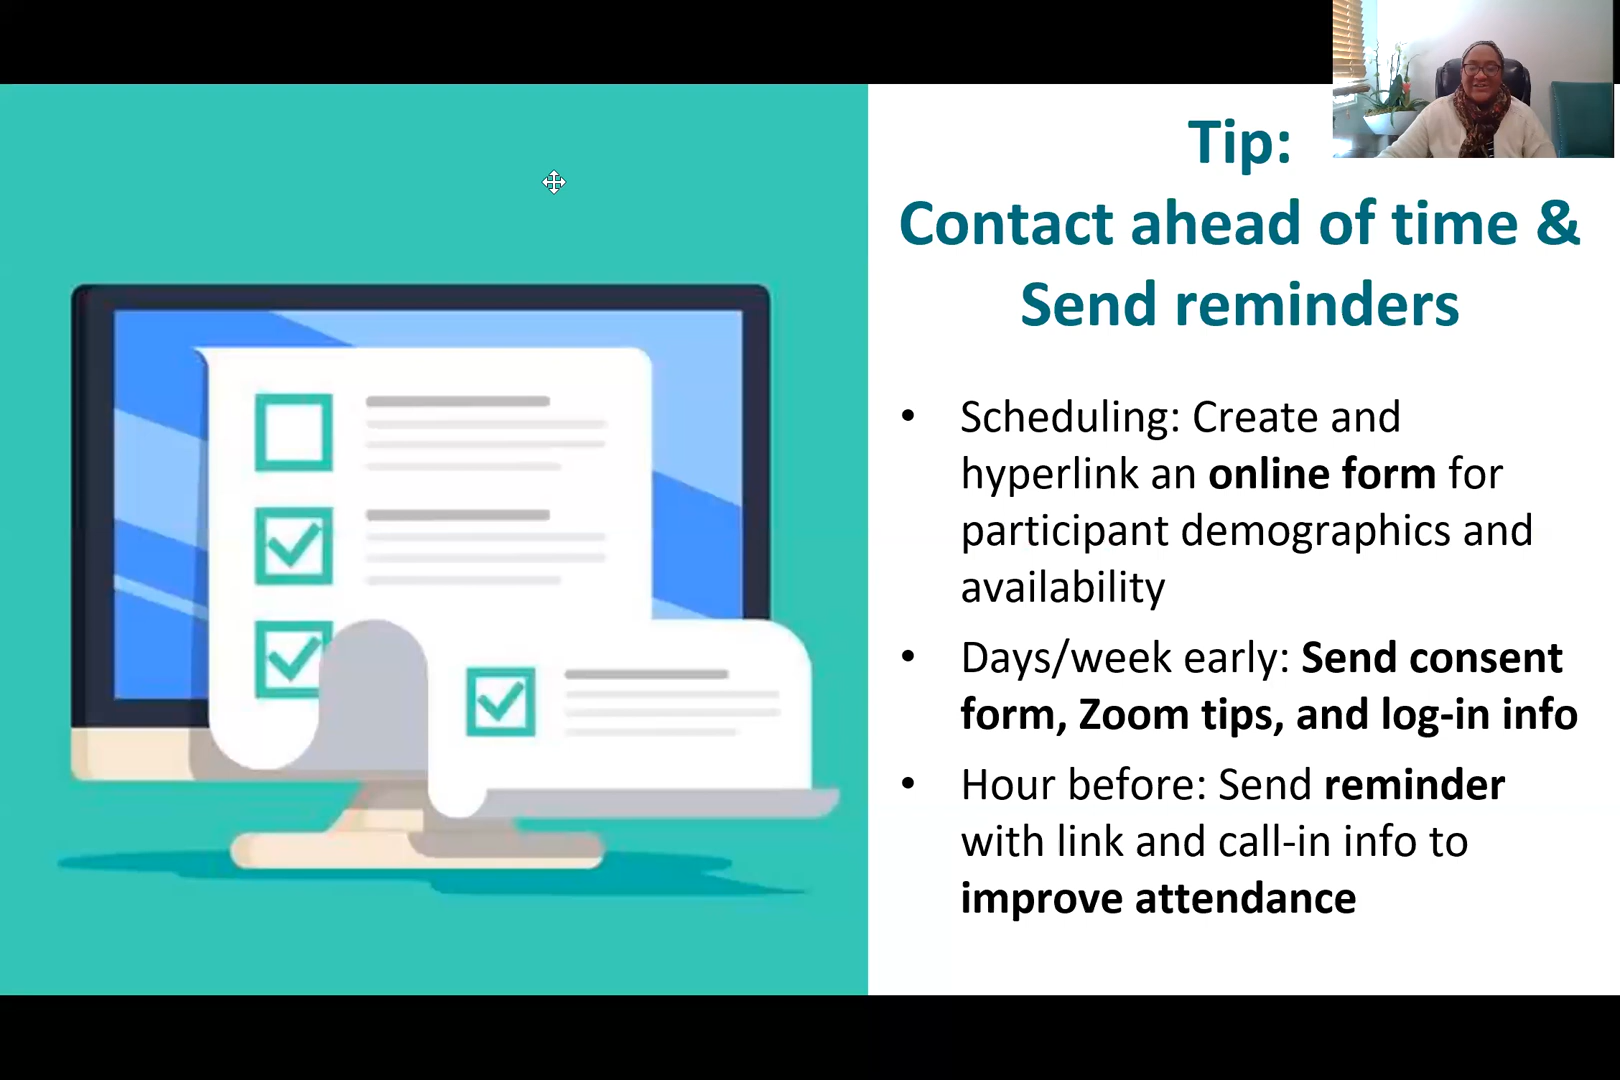 Tip:
Contact ahead of time &
Send reminders
• Scheduling: Create and
hyperlink an online form for
participant demographics and
availability
• Days/week early: Send consent
form, Zoom tips, and log-in info
• Hour before: Send reminder
with link and call-in info to
improve attendance